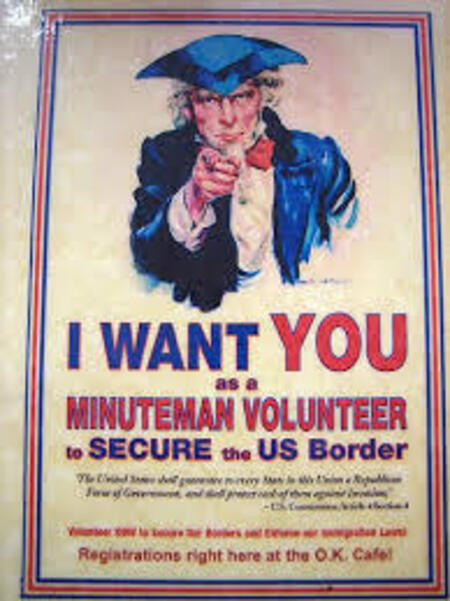 I WANT YOU
as a
MINUTEMAN VOLUNTEER
to SECURE the US Border
"The United States shall guarantee to every State in this Union a Republican
Form of Government, and shall protect each of them against Invasion;"
- U.S. Constitution, Article 4 Section 4
Volunteer NOW to Secure Our Borders and Enforce our Immigration Laws!
Registrations right here at the O.K. Cafe!